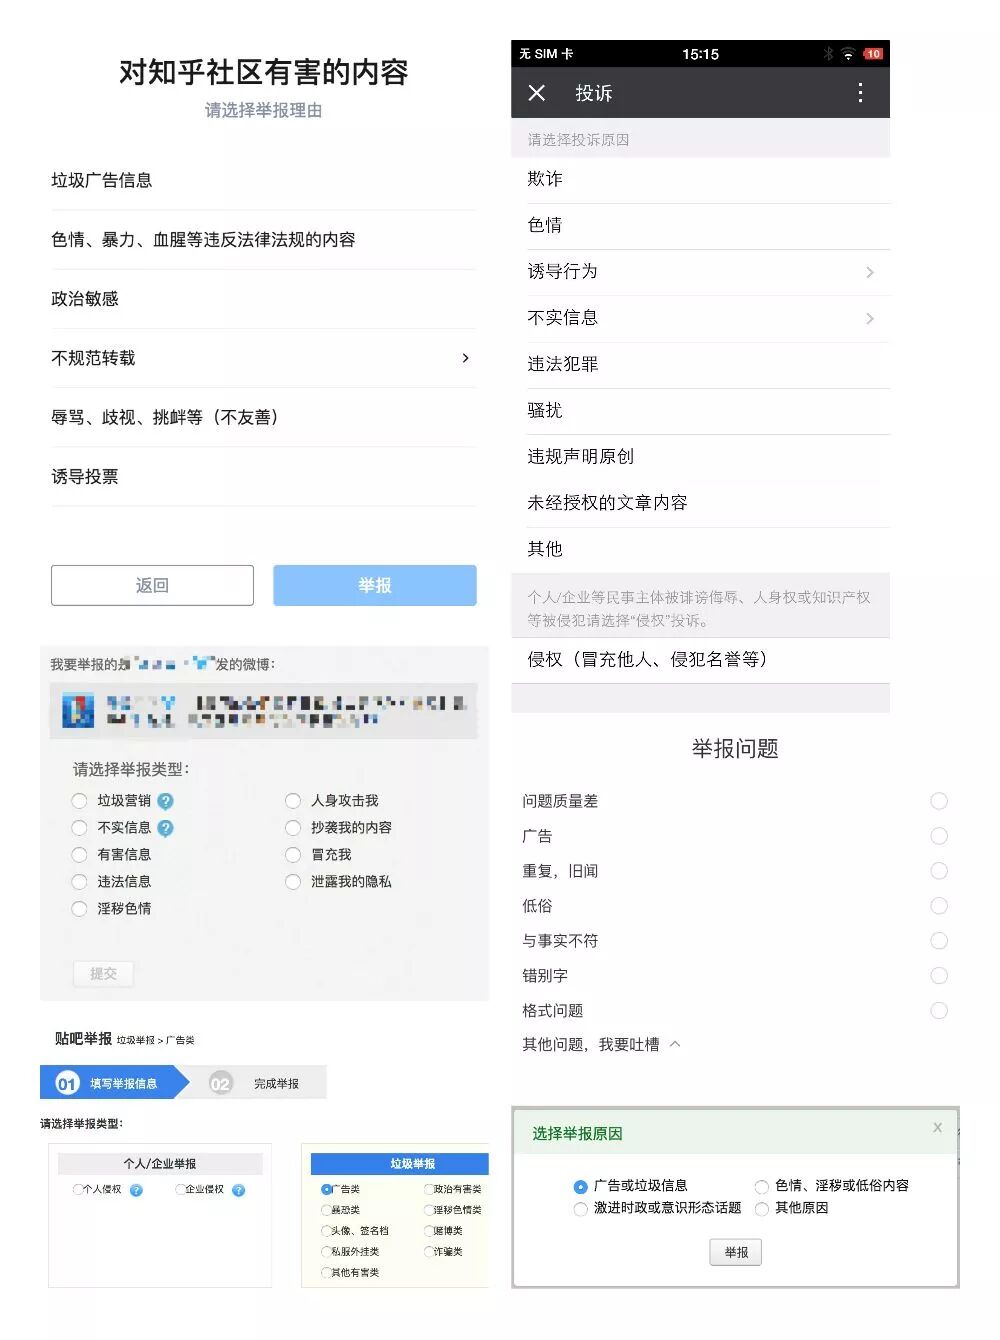 对知乎社区有害的内容
请选择举报理由
垃圾广告信息
色情、暴力、血腥等违反法律法规的内容
政治敏感
不规范转载
辱骂、歧视、挑衅等（不友善）
诱导投票
返回
举报
我要举报的是
发的微博：
请选择举报类型：
垃圾营销 ?
人身攻击我
不实信息 ?
抄袭我的内容
有害信息
冒充我
违法信息
泄露我的隐私
淫秽色情
提交
贴吧举报 垃圾举报 > 广告类
01 填写举报信息
02 完成举报
请选择举报类型：
个人/企业举报
个人侵权 ?
企业侵权 ?
垃圾举报
广告类
政治有害类
暴恐类
淫秽色情类
头像、签名档
赌博类
私服外挂类
诈骗类
其他有害类
无 SIM 卡
15:15
10
投诉
请选择投诉原因
欺诈
色情
诱导行为
不实信息
违法犯罪
骚扰
违规声明原创
未经授权的文章内容
其他
个人/企业等民事主体被诽谤侮辱、人身权或知识产权
等被侵犯请选择“侵权”投诉。
侵权（冒充他人、侵犯名誉等）
举报问题
问题质量差
广告
重复，旧闻
低俗
与事实不符
错别字
格式问题
其他问题，我要吐槽
选择举报原因
x
广告或垃圾信息
色情、淫秽或低俗内容
激进时政或意识形态话题
其他原因
举报